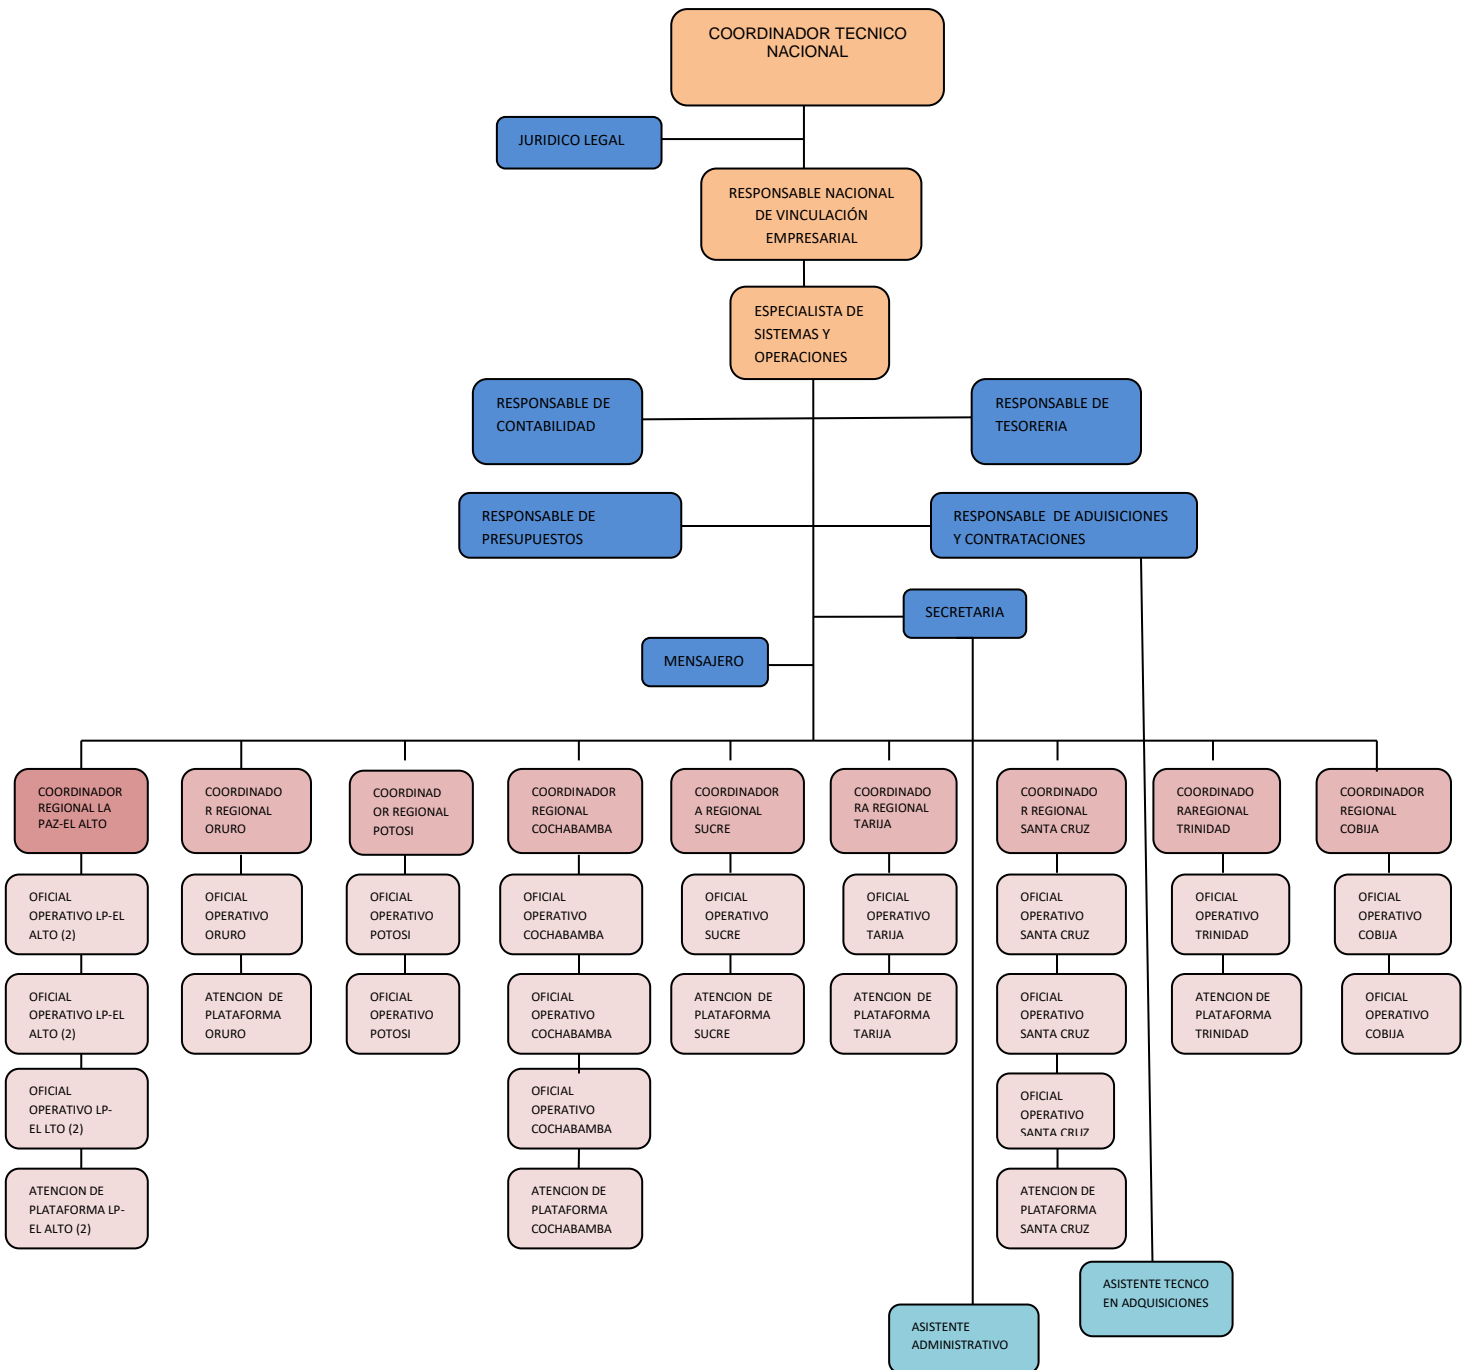 COORDINADOR TECNICO
NACIONAL
JURIDICO LEGAL
RESPONSABLE NACIONAL
DE VINCULACIÓN
EMPRESARIAL
ESPECIALISTA DE
SISTEMAS Y
OPERACIONES
RESPONSABLE DE
CONTABILIDAD
RESPONSABLE DE
TESORERIA
RESPONSABLE DE
PRESUPUESTOS
RESPONSABLE DE ADUISICIONES
Y CONTRATACIONES
SECRETARIA
MENSAJERO
COORDINADOR
REGIONAL LA
PAZ-EL ALTO
COORDINADO
R REGIONAL
ORURO
COORDINAD
OR REGIONAL
POTOSI
COORDINADOR
REGIONAL
COCHABAMBA
COORDINADOR
A REGIONAL
SUCRE
COORDINADO
RA REGIONAL
TARIJA
COORDINADO
R REGIONAL
SANTA CRUZ
COORDINADO
RAREGIONAL
TRINIDAD
COORDINADOR
REGIONAL
COBIJA
OFICIAL
OPERATIVO LP-EL
ALTO (2)
OFICIAL
OPERATIVO
ORURO
OFICIAL
OPERATIVO
POTOSI
OFICIAL
OPERATIVO
COCHABAMBA
OFICIAL
OPERATIVO
SUCRE
OFICIAL
OPERATIVO
TARIJA
OFICIAL
OPERATIVO
SANTA CRUZ
OFICIAL
OPERATIVO
TRINIDAD
OFICIAL
OPERATIVO
COBIJA
OFICIAL
OPERATIVO LP-EL
ALTO (2)
ATENCION DE
PLATAFORMA
ORURO
OFICIAL
OPERATIVO
POTOSI
OFICIAL
OPERATIVO
COCHABAMBA
ATENCION DE
PLATAFORMA
SUCRE
ATENCION DE
PLATAFORMA
TARIJA
OFICIAL
OPERATIVO
SANTA CRUZ
ATENCION DE
PLATAFORMA
TRINIDAD
OFICIAL
OPERATIVO
COBIJA
OFICIAL
OPERATIVO LP-
EL LTO (2)
OFICIAL
OPERATIVO
COCHABAMBA
OFICIAL
OPERATIVO
SANTA CRUZ
ATENCION DE
PLATAFORMA LP-
EL ALTO (2)
ATENCION DE
PLATAFORMA
COCHABAMBA
ATENCION DE
PLATAFORMA
SANTA CRUZ
ASISTENTE TECNCO
EN ADQUISICIONES
ASISTENTE
ADMINISTRATIVO